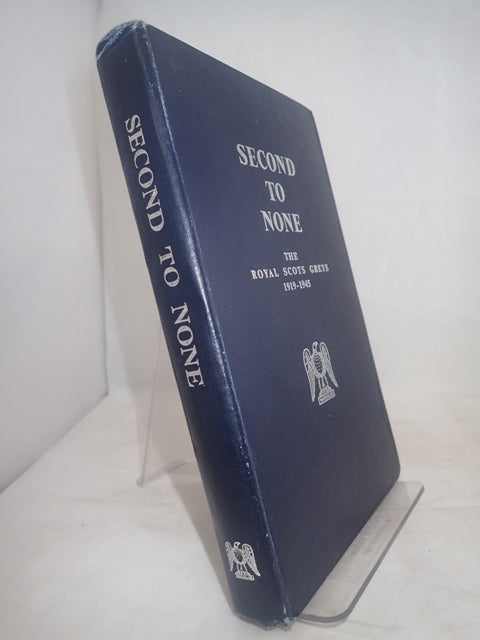 SECOND TO NONE
SECOND
TO
NONE
THE
ROYAL SCOTS GREYS
1919-1945